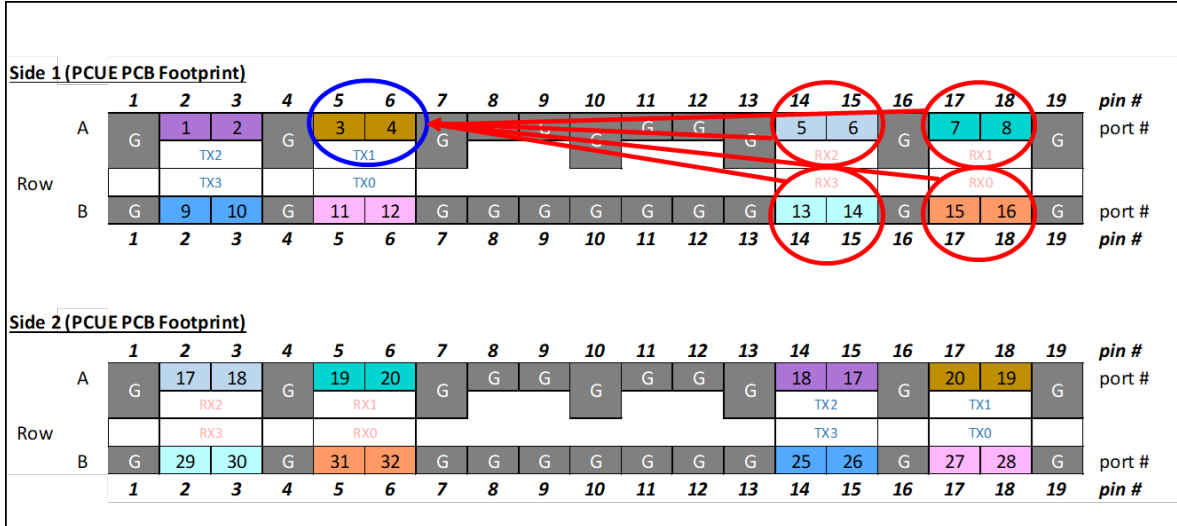 Side 1 (PCUE PCB Footprint)
1 2 3 4 5 6 7 8 9 10 11 12 13 14 15 16 17 18 19 pin #
A G 1 2 G 3 4 G G G G G G 5 6 G 7 8 G port #
TX2 TX1 RX2 RX1
Row TX3 TX0 RX3 RX0
B G 9 10 G 11 12 G G G G G G G 13 14 G 15 16 G port #
1 2 3 4 5 6 7 8 9 10 11 12 13 14 15 16 17 18 19 pin #
Side 2 (PCUE PCB Footprint)
1 2 3 4 5 6 7 8 9 10 11 12 13 14 15 16 17 18 19 pin #
A G 17 18 G 19 20 G G G G G G G 18 17 G 20 19 G port #
RX2 RX1 TX2 TX1
Row RX3 RX0 TX3 TX0
B G 29 30 G 31 32 G G G G G G G 25 26 G 27 28 G port #
1 2 3 4 5 6 7 8 9 10 11 12 13 14 15 16 17 18 19 pin #